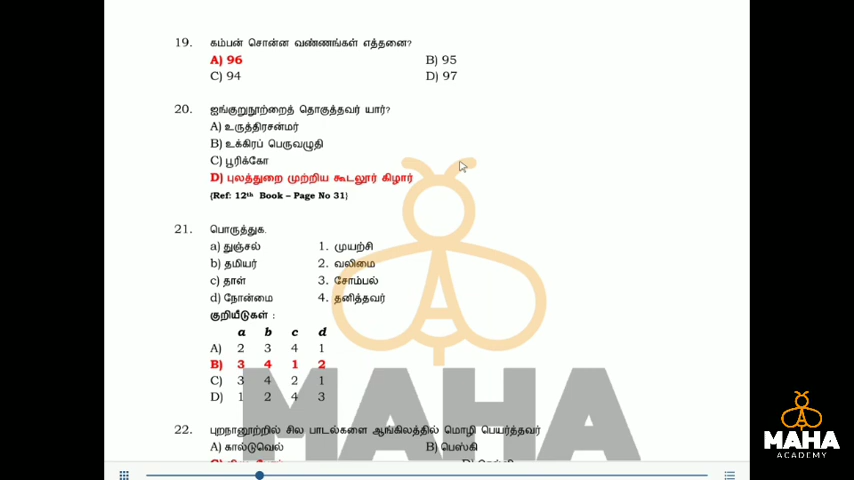 19. கம்பன் சொன்ன வண்ணங்கள் எத்தனை?
A) 96 B) 95
C) 94 D) 97
20. ஐங்குறுநூற்றைத் தொகுத்தவர் யார்?
A) உருத்திரசன்மர்
B) உக்கிரப் பெருவழுதி
C) பூரிக்கோ
D) புலத்துறை முற்றிய கூடலூர் கிழார்
(Ref: 12th Book – Page No 31)
21. பொருத்துக.
a) துஞ்சல் 1. முயற்சி
b) தமியர் 2. வலிமை
c) தாள் 3. சோம்பல்
d) நோன்மை 4. தனித்தவர்
குறியீடுகள் :
a b c d
A) 2 3 4 1
B) 3 4 1 2
C) 3 4 2 1
D) 1 2 4 3
22. புறநானூற்றில் சில பாடல்களை ஆங்கிலத்தில் மொழி பெயர்த்தவர்
A) கால்டுவெல் B) பெஸ்கி
MAHA
MAHA
ACADEMY